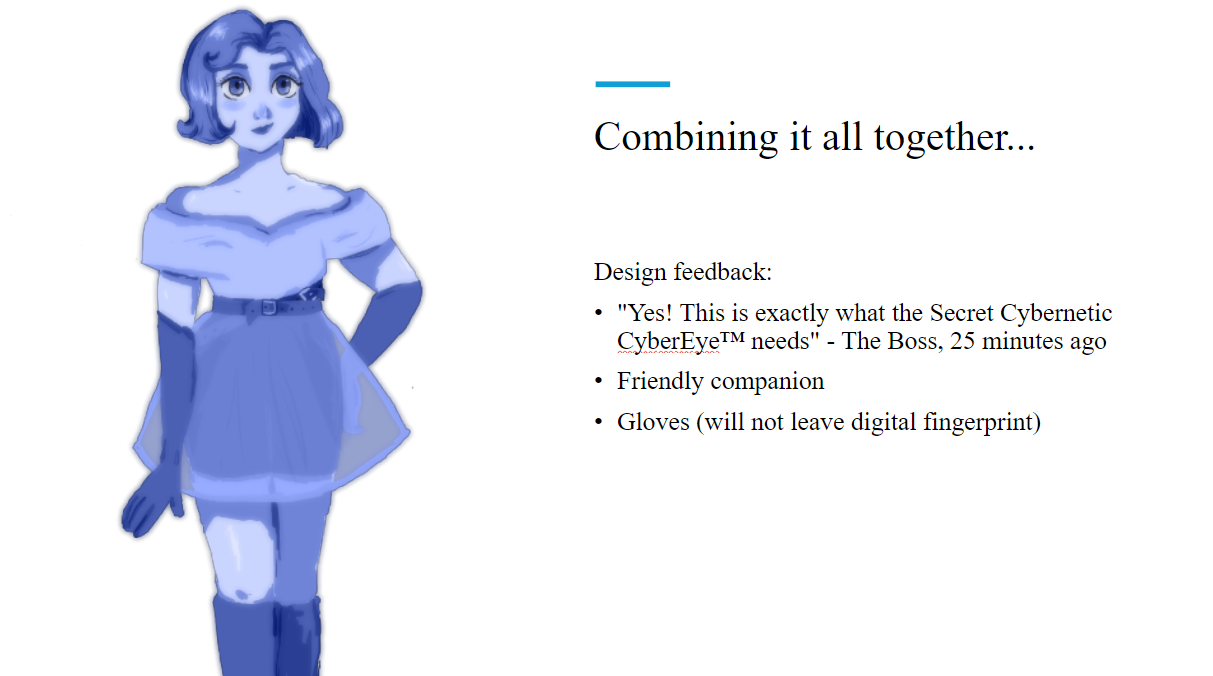 Combining it all together...
Design feedback:
• "Yes! This is exactly what the Secret Cybernetic
CyberEye™ needs" - The Boss, 25 minutes ago
• Friendly companion
• Gloves (will not leave digital fingerprint)